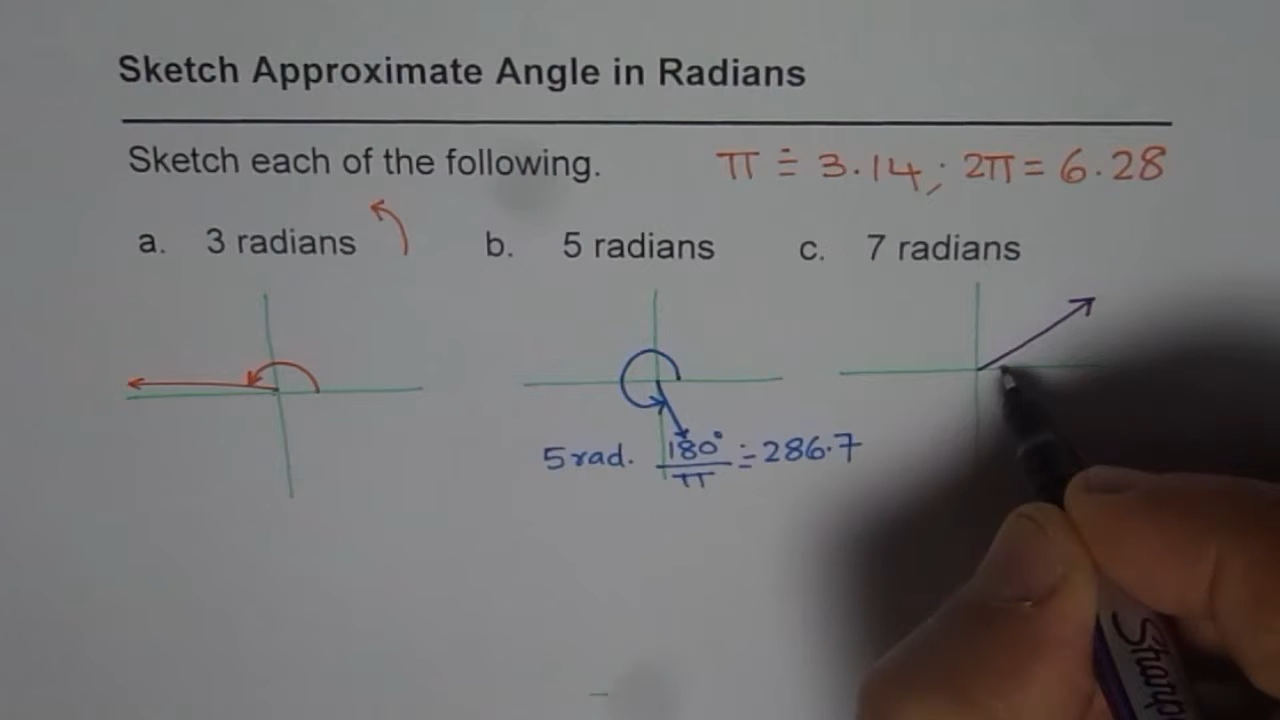 Sketch Approximate Angle in Radians
Sketch each of the following. π ≐ 3.14; 2π = 6.28
a. 3 radians b. 5 radians c. 7 radians
5 rad. 180°/π ≐ 286.7
Sharp